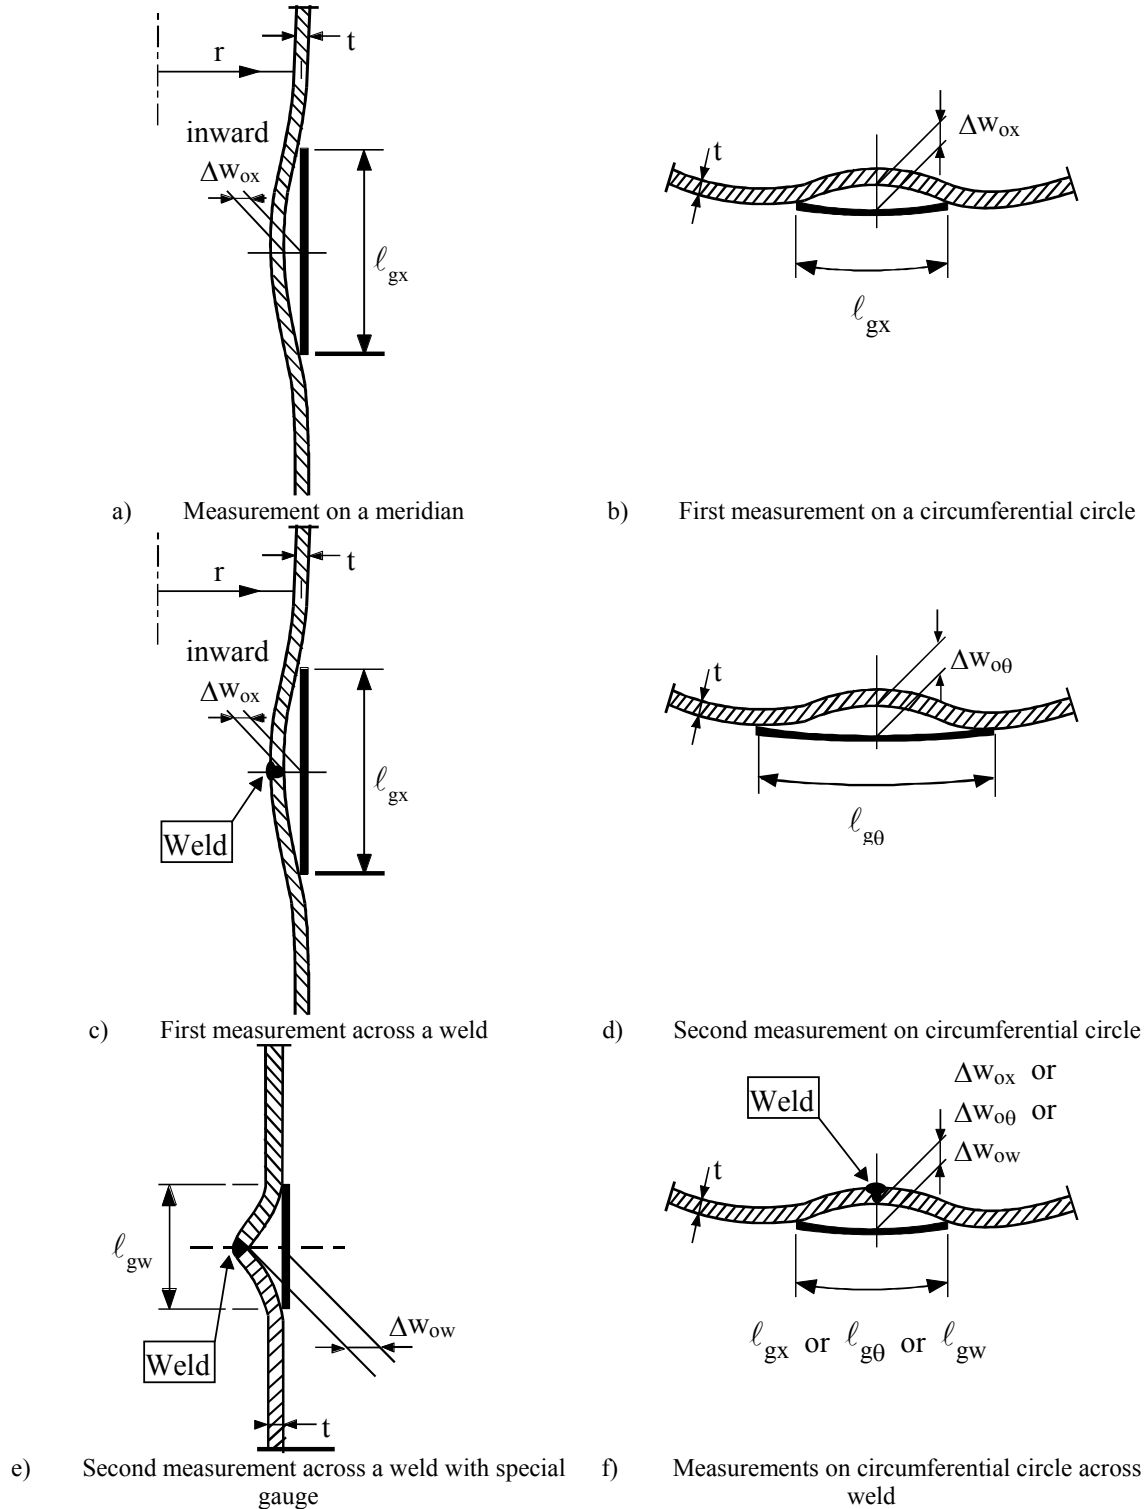 t
r
inward
Δwox
ℓgx
a) Measurement on a meridian
Δwox
t
ℓgx
b) First measurement on a circumferential circle
t
r
inward
Δwox
ℓgx
Weld
c) First measurement across a weld
Δwoθ
t
ℓgθ
d) Second measurement on circumferential circle
ℓgw
Weld
Δwow
t
e) Second measurement across a weld with special
gauge
Δwox or
Weld
Δwoθ or
Δwow
t
ℓgx or ℓgθ or ℓgw
f) Measurements on circumferential circle across
weld